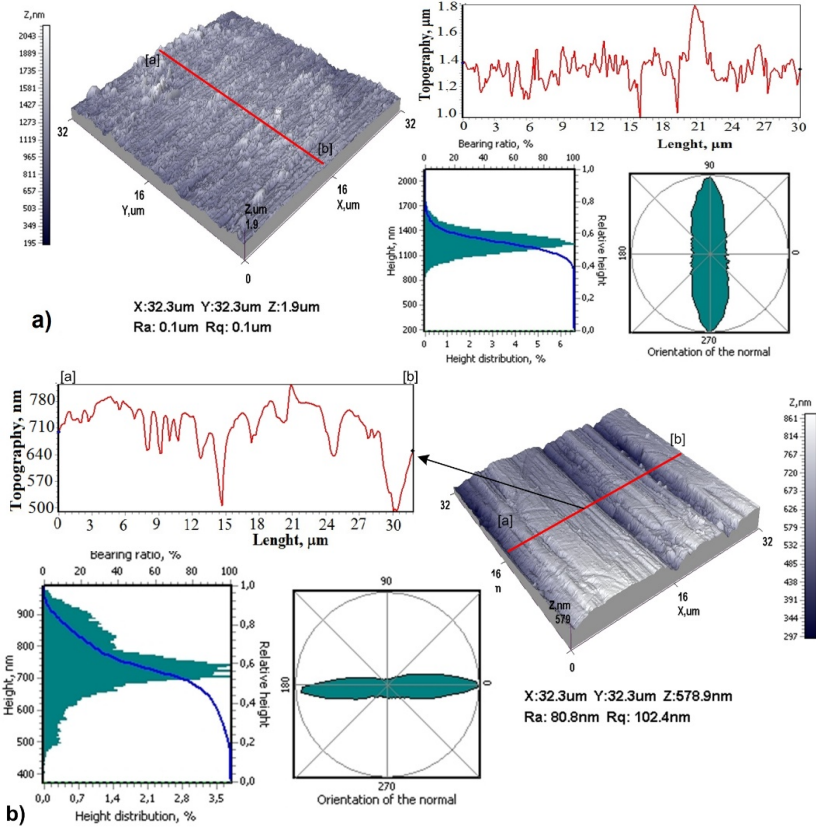 Z,nm
2043
1889
1735
1581
1427
1273
1119
965
811
657
503
349
195
[a]
[b]
32
16
Y,um
Z,um
1.9
0
16
X,um
32
X:32.3um Y:32.3um Z:1.9um
Ra: 0.1um Rq: 0.1um
a)
Topography, μm
1.8
1.6
1.4
1.2
1.0
0 3 6 9 12 15 18 21 24 27 30
Lenght, μm
Bearing ratio, %
0 20 40 60 80 100
Height, nm
2000
1700
1400
1100
800
500
200
1,0
0,8
0,6
0,4
0,2
0,0
Relative height
0 1 2 3 4 5 6
Height distribution, %
90
180
0
270
Orientation of the normal
[a]
[b]
Topography, nm
780
710
640
570
500
0 3 6 9 12 15 18 21 24 27 30
Lenght, μm
Z,nm
861
814
767
720
673
626
579
532
485
438
391
344
297
[a]
[b]
32
16
n
Z,nm
579
0
16
X,um
32
X:32.3um Y:32.3um Z:578.9nm
Ra: 80.8nm Rq: 102.4nm
Bearing ratio, %
0 20 40 60 80 100
Height, nm
900
800
700
600
500
400
1,0
0,8
0,6
0,4
0,2
0,0
Relative height
0,0 0,7 1,4 2,1 2,8 3,5
Height distribution, %
90
180
0
270
Orientation of the normal
b)